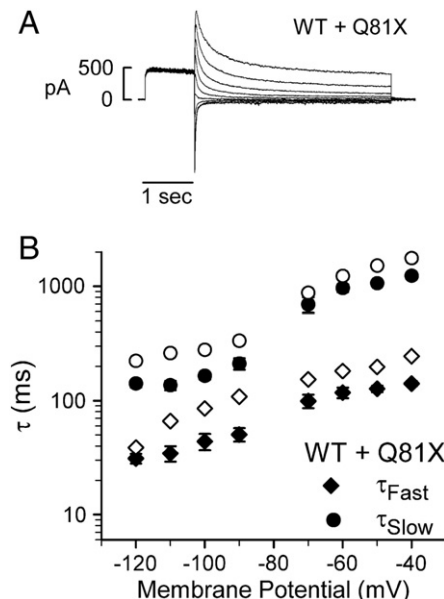 A
WT + Q81X
500
pA
0
1 sec
B
1000
100
10
τ (ms)
WT + Q81X
τFast
τSlow
-120 -100 -80 -60 -40
Membrane Potential (mV)